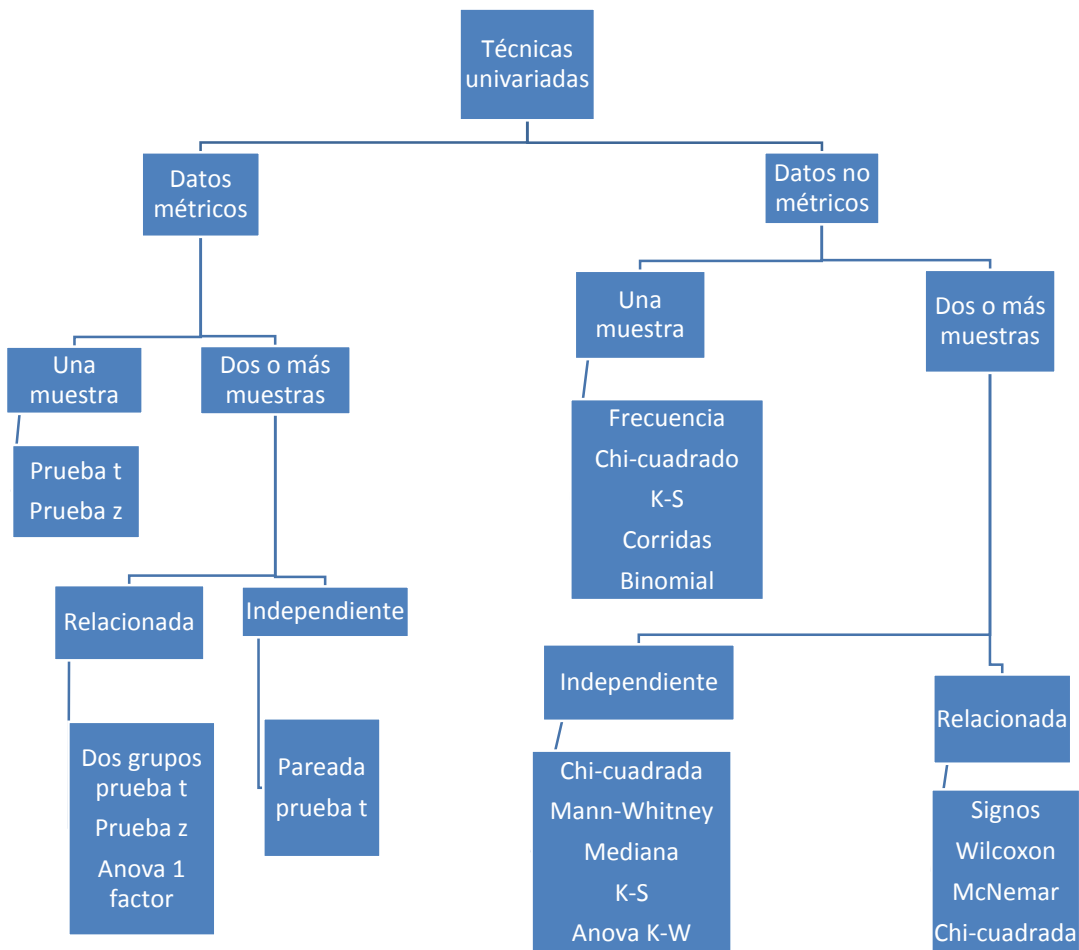 Técnicas
univariadas
Datos
métricos
Datos no
métricos
Una
muestra
Dos o más
muestras
Una
muestra
Dos o más
muestras
Prueba t
Prueba z
Frecuencia
Chi-cuadrado
K-S
Corridas
Binomial
Relacionada
Independiente
Independiente
Relacionada
Dos grupos
prueba t
Prueba z
Anova 1
factor
Pareada
prueba t
Chi-cuadrada
Mann-Whitney
Mediana
K-S
Anova K-W
Signos
Wilcoxon
McNemar
Chi-cuadrada